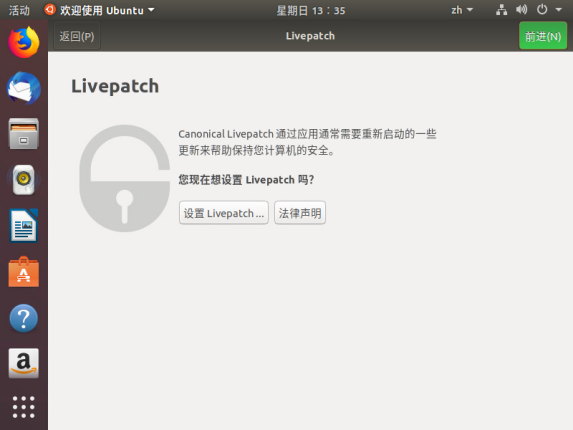 活动 欢迎使用 Ubuntu 星期日 13：35 zh
返回(P) Livepatch 前进(N)
Livepatch
Canonical Livepatch 通过应用通常需要重新启动的一些
更新来帮助保持您计算机的安全。
您现在想设置 Livepatch 吗？
设置 Livepatch… 法律声明